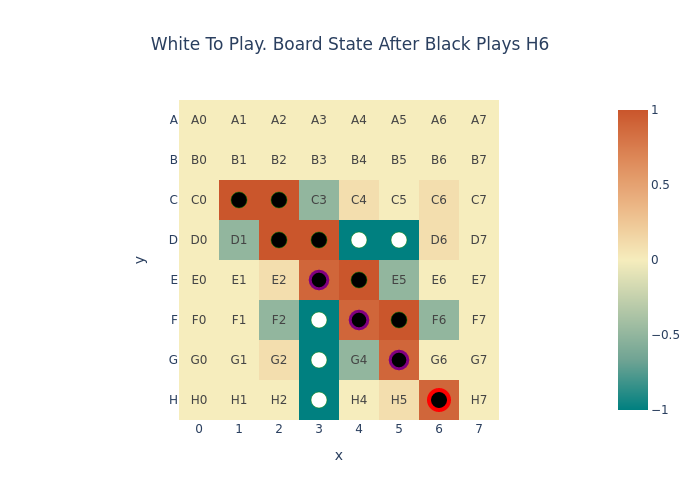 White To Play. Board State After Black Plays H6
A A0 A1 A2 A3 A4 A5 A6 A7
B B0 B1 B2 B3 B4 B5 B6 B7
C C0 C3 C4 C5 C6 C7
D D0 D1 D6 D7
E E0 E1 E2 E5 E6 E7
F F0 F1 F2 F6 F7
G G0 G1 G2 G4 G6 G7
H H0 H1 H2 H4 H5 H7
0 1 2 3 4 5 6 7
x
y
1
0.5
0
−0.5
−1